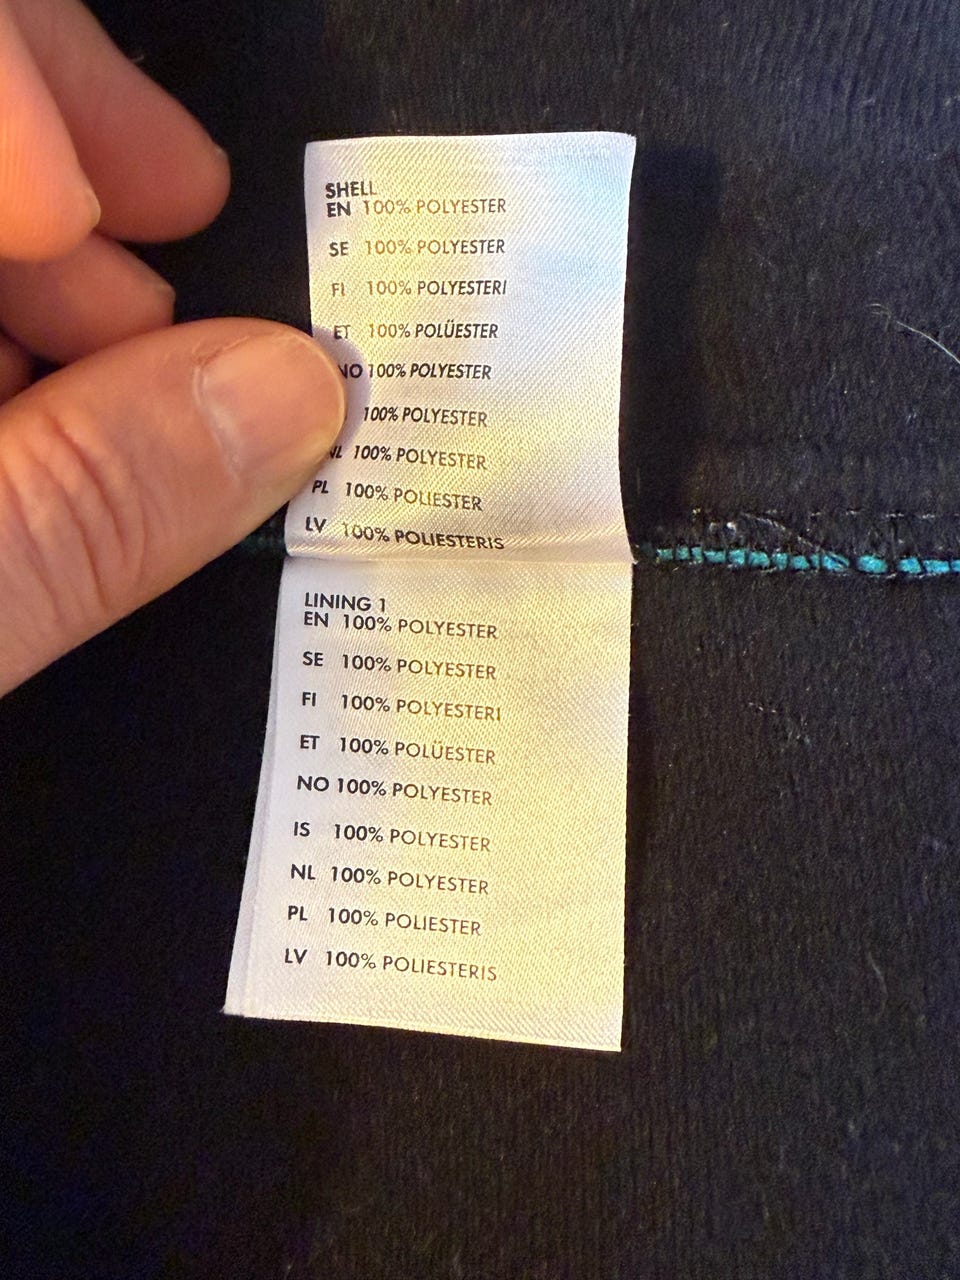 SHELL
EN 100% POLYESTER
SE 100% POLYESTER
FI 100% POLYESTERI
ET 100% POLÜESTER
NO 100% POLYESTER
100% POLYESTER
NL 100% POLYESTER
PL 100% POLIESTER
LV 100% POLIESTERIS
LINING 1
EN 100% POLYESTER
SE 100% POLYESTER
FI 100% POLYESTERI
ET 100% POLÜESTER
NO 100% POLYESTER
IS 100% POLYESTER
NL 100% POLYESTER
PL 100% POLIESTER
LV 100% POLIESTERIS